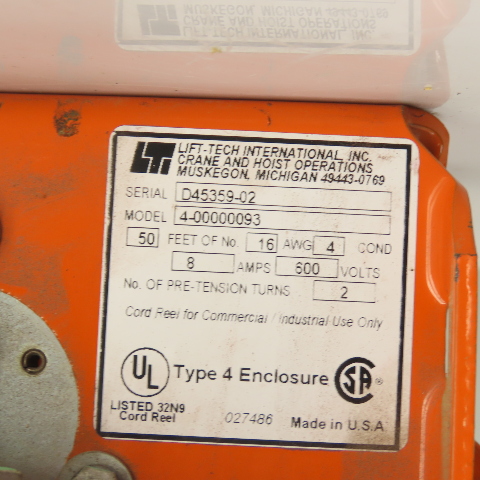 LIFT-TECH INTERNATIONAL, INC.
CRANE AND HOIST OPERATIONS
MUSKEGON, MICHIGAN 49443-0769
SERIAL D45359-02
MODEL 4-00000093
50 FEET OF No. 16 AWG 4 COND
8 AMPS 600 VOLTS
No. OF PRE-TENSION TURNS 2
Cord Reel for Commercial / Industrial Use Only
UL Type 4 Enclosure SA ®
LISTED 32N9
Cord Reel 027486 Made in U.S.A